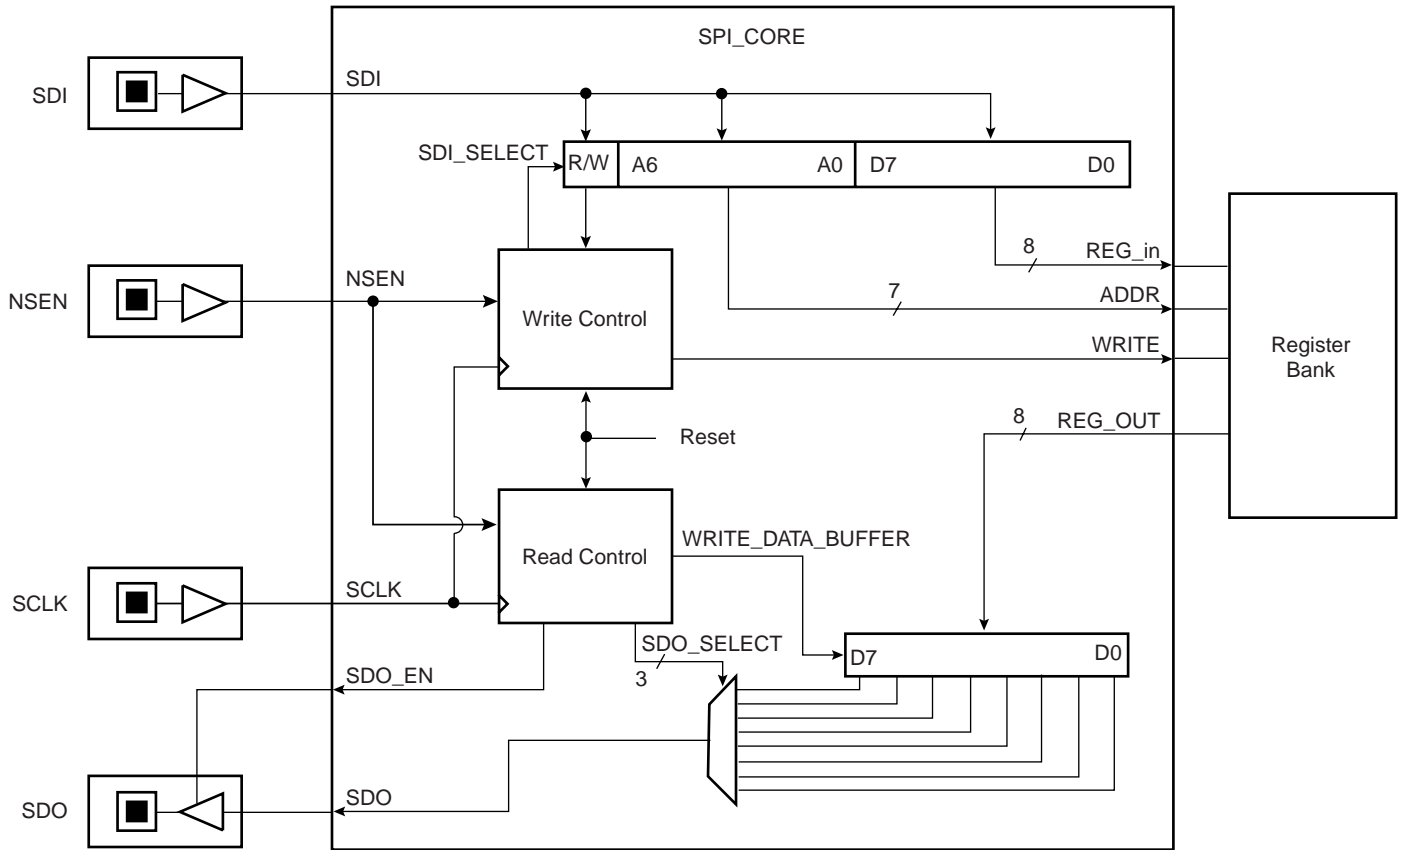 SPI_CORE
SDI
SDI
SDI_SELECT
R/W
A6
A0
D7
D0
8
REG_in
NSEN
NSEN
7
ADDR
Write Control
WRITE
Register
Bank
8
REG_OUT
Reset
WRITE_DATA_BUFFER
Read Control
SCLK
SCLK
SDO_SELECT
3
D7
D0
SDO_EN
SDO
SDO